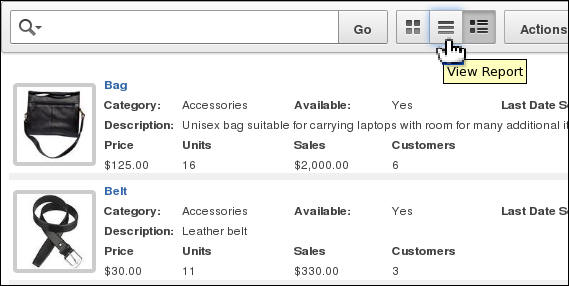 Go Actions
View Report
Bag
Category: Accessories Available: Yes Last Date S
Description: Unisex bag suitable for carrying laptops with room for many additional it
Price Units Sales Customers
$125.00 16 $2,000.00 6
Belt
Category: Accessories Available: Yes Last Date S
Description: Leather belt
Price Units Sales Customers
$30.00 11 $330.00 3